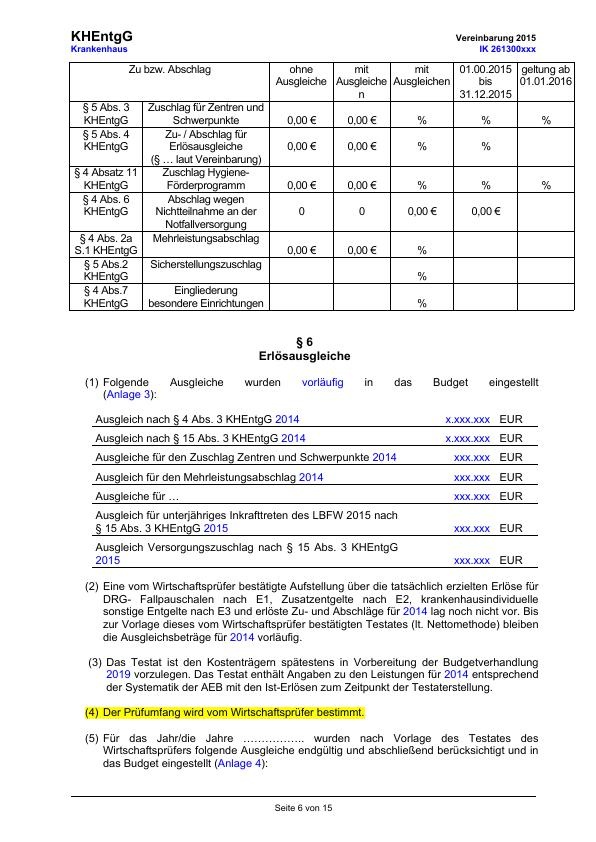 KHEntgG
Vereinbarung 2015
Krankenhaus
IK 261300xxx
Zu bzw. Abschlag
ohne Ausgleiche
mit Ausgleiche n
mit Ausgleichen
01.00.2015 bis 31.12.2015
geltung ab 01.01.2016
§ 5 Abs. 3 KHEntgG
Zuschlag für Zentren und Schwerpunkte
0,00 €
0,00 €
%
%
%
§ 5 Abs. 4 KHEntgG
Zu- / Abschlag für Erlösausgleiche (§ … laut Vereinbarung)
0,00 €
0,00 €
%
%
§ 4 Absatz 11 KHEntgG
Zuschlag Hygiene-Förderprogramm
0,00 €
0,00 €
%
%
%
§ 4 Abs. 6 KHEntgG
Abschlag wegen Nichtteilnahme an der Notfallversorgung
0
0
0,00 €
0,00 €
§ 4 Abs. 2a S.1 KHEntgG
Mehrleistungsabschlag
0,00 €
0,00 €
%
§ 5 Abs.2 KHEntgG
Sicherstellungszuschlag
%
§ 4 Abs.7 KHEntgG
Eingliederung besondere Einrichtungen
%
§ 6
Erlösausgleiche
(1) Folgende Ausgleiche wurden vorläufig in das Budget eingestellt
(Anlage 3):
Ausgleich nach § 4 Abs. 3 KHEntgG 2014 x.xxx.xxx EUR
Ausgleich nach § 15 Abs. 3 KHEntgG 2014 x.xxx.xxx EUR
Ausgleiche für den Zuschlag Zentren und Schwerpunkte 2014 xxx.xxx EUR
Ausgleich für den Mehrleistungsabschlag 2014 xxx.xxx EUR
Ausgleiche für … xxx.xxx EUR
Ausgleich für unterjähriges Inkrafttreten des LBFW 2015 nach
§ 15 Abs. 3 KHEntgG 2015 xxx.xxx EUR
Ausgleich Versorgungszuschlag nach § 15 Abs. 3 KHEntgG
2015 xxx.xxx EUR
(2) Eine vom Wirtschaftsprüfer bestätigte Aufstellung über die tatsächlich erzielten Erlöse für
DRG- Fallpauschalen nach E1, Zusatzentgelte nach E2, krankenhausindividuelle
sonstige Entgelte nach E3 und erlöste Zu- und Abschläge für 2014 lag noch nicht vor. Bis
zur Vorlage dieses vom Wirtschaftsprüfer bestätigten Testates (lt. Nettomethode) bleiben
die Ausgleichsbeträge für 2014 vorläufig.
(3) Das Testat ist den Kostenträgern spätestens in Vorbereitung der Budgetverhandlung
2019 vorzulegen. Das Testat enthält Angaben zu den Leistungen für 2014 entsprechend
der Systematik der AEB mit den Ist-Erlösen zum Zeitpunkt der Testaterstellung.
(4) Der Prüfumfang wird vom Wirtschaftsprüfer bestimmt.
(5) Für das Jahr/die Jahre ……………. wurden nach Vorlage des Testates des
Wirtschaftsprüfers folgende Ausgleiche endgültig und abschließend berücksichtigt und in
das Budget eingestellt (Anlage 4):
Seite 6 von 15